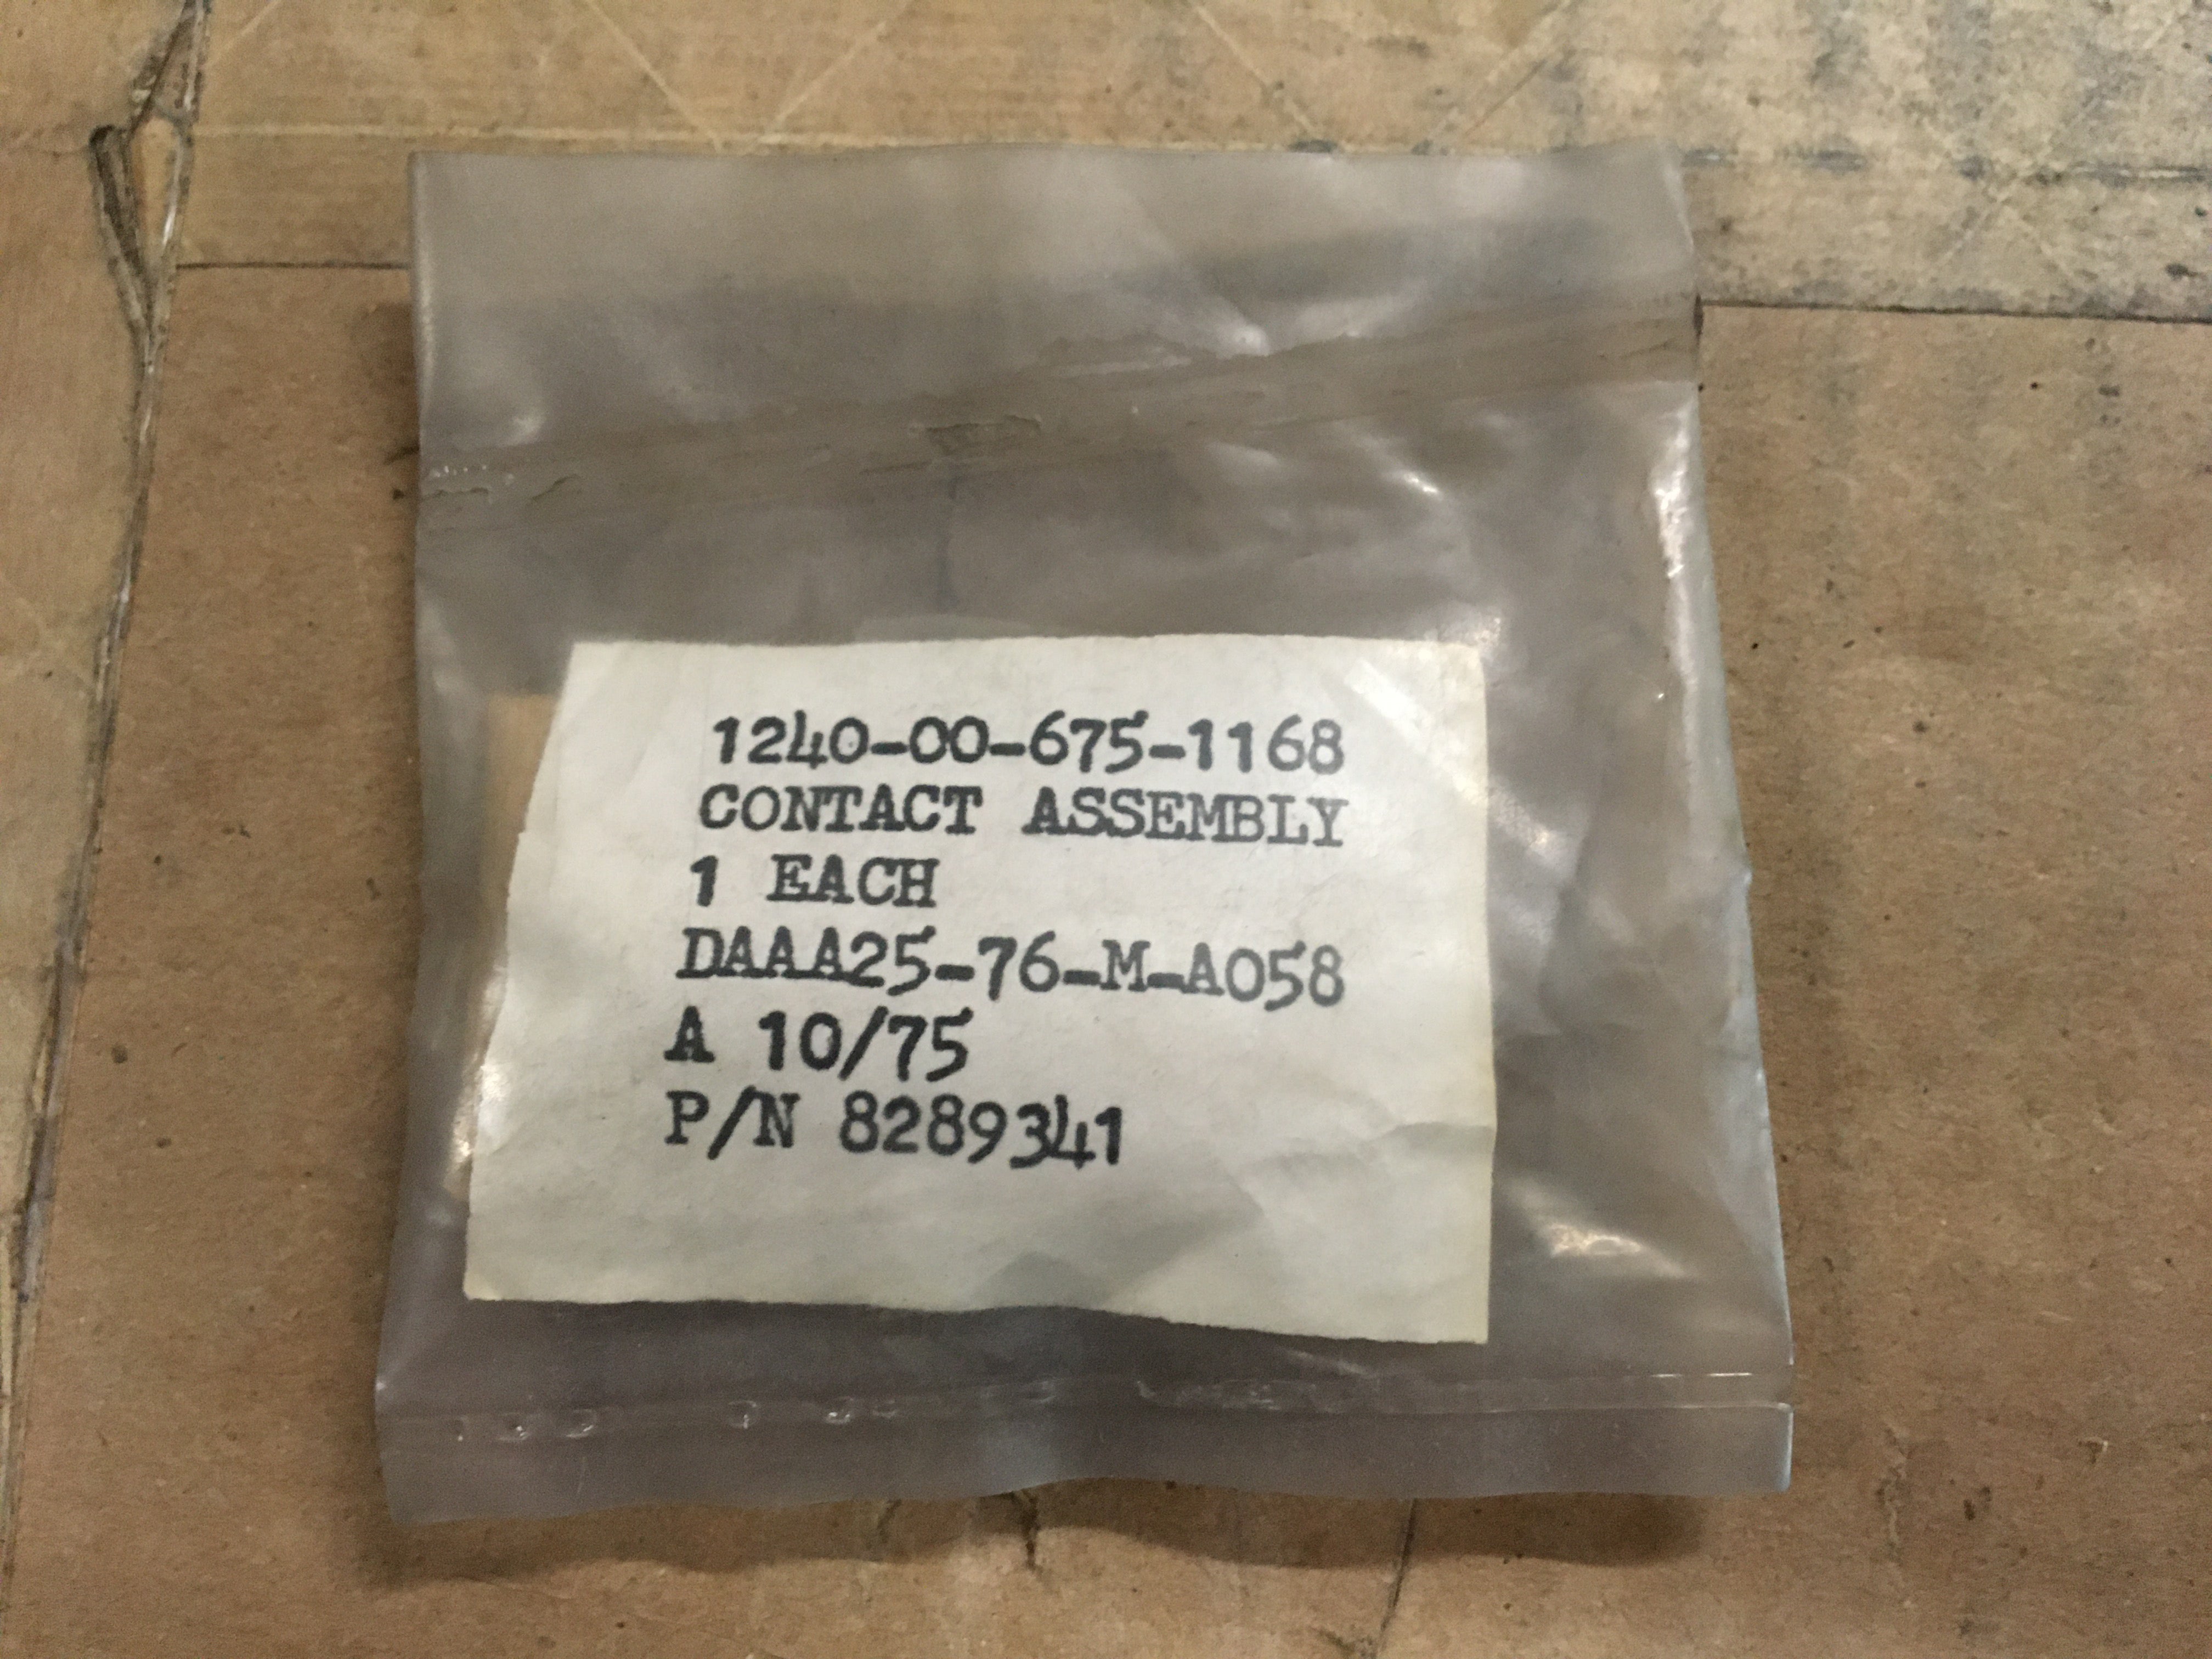 1240-00-675-1168
CONTACT ASSEMBLY
1 EACH
DAAA25-76-M-A058
A 10/75
P/N 8289341